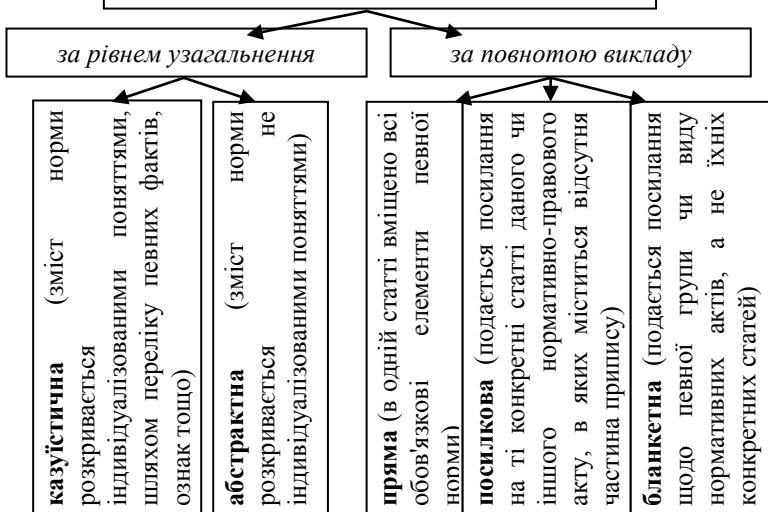 за рівнем узагальнення
за повнотою викладу
казуїстична (зміст норми
розкривається
індивідуалізованими поняттями,
шляхом переліку певних фактів,
ознак тощо)
абстрактна (зміст норми
розкривається не
індивідуалізованими поняттями)
пряма (в одній статті вміщено всі
обов'язкові елементи певної
норми)
посилкова (подається посилання
на ті конкретні статті даного чи
іншого нормативно-правового
акту, в яких міститься відсутня
частина припису)
бланкетна (подається посилання
щодо певної групи чи виду
нормативних актів, а не їхніх
конкретних статей)